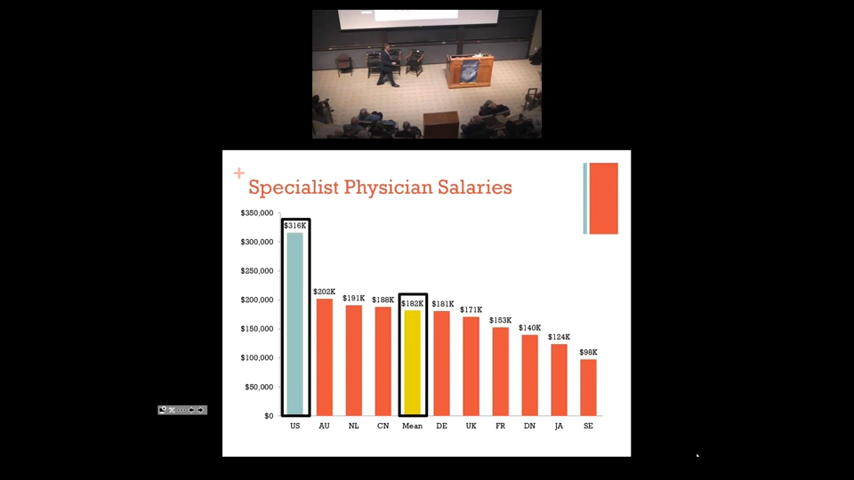 +
Specialist Physician Salaries
$350,000
$300,000
$250,000
$200,000
$150,000
$100,000
$50,000
$0
$316K
$202K
$191K
$188K
$182K
$181K
$171K
$153K
$140K
$124K
$98K
US AU NL CN Mean DE UK FR DN JA SE